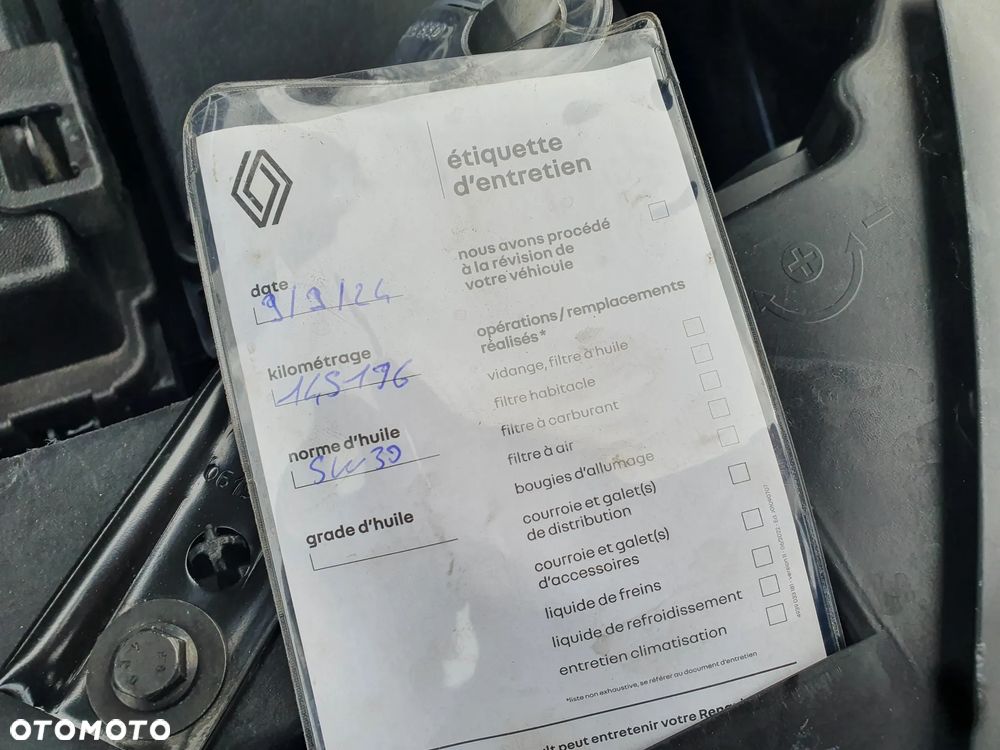 étiquette
d'entretien
nous avons procédé
à la révision de
votre véhicule
date
9/9/24
kilométrage
145196
norme d'huile
5W30
grade d'huile
opérations/remplacements
réalisés*
vidange, filtre à huile
filtre habitacle
filtre à carburant
filtre à air
bougies d'allumage
courroie et galet(s)
de distribution
courroie et galet(s)
d'accessoires
liquide de freins
liquide de refroidissement
entretien climatisation
*liste non exhaustive, se référer au document d'entretien
peut entretenir votre
OTOMOTO